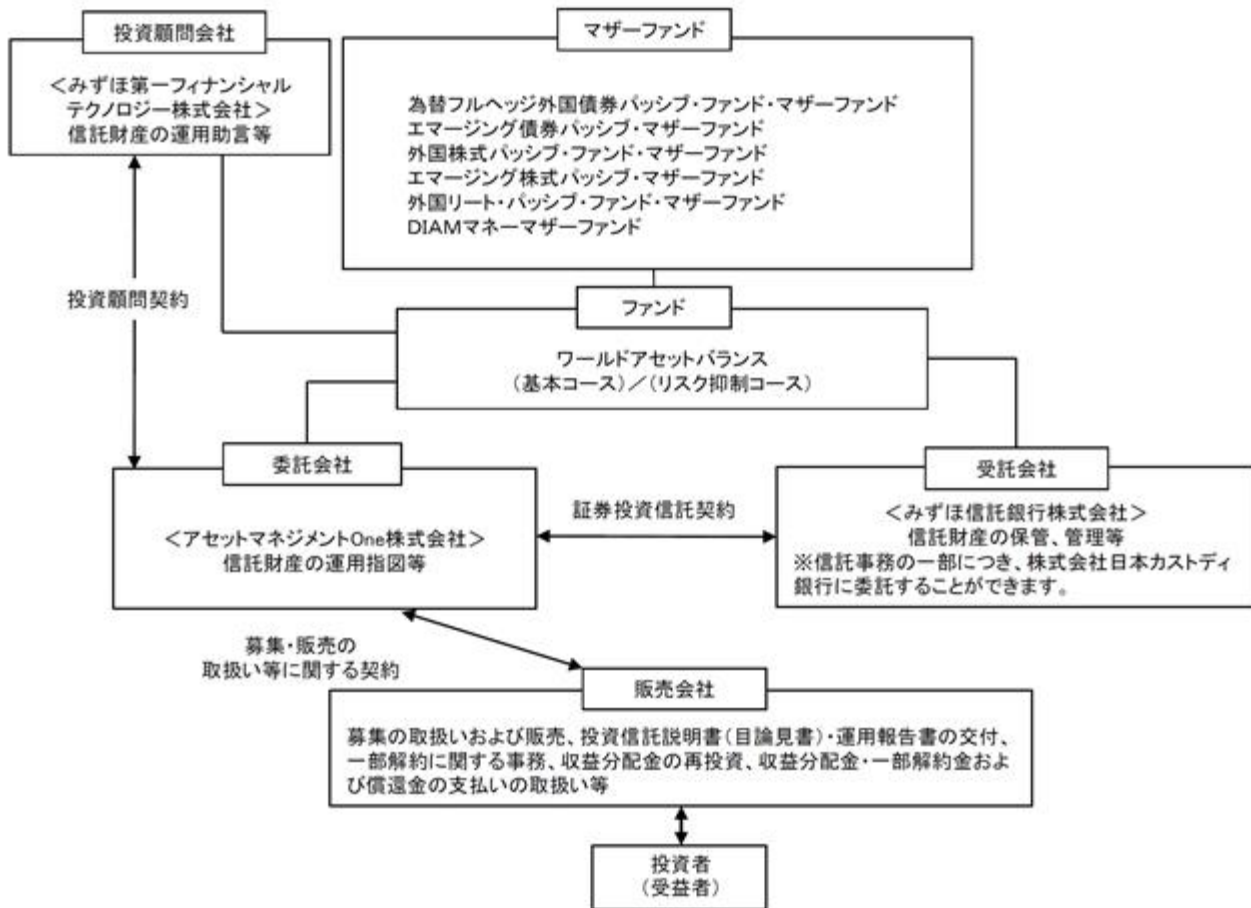 投資顧問会社
<みずほ第一フィナンシャル
テクノロジー株式会社>
信託財産の運用助言等
マザーファンド
為替フルヘッジ外国債券パッシブ・ファンド・マザーファンド
エマージング債券パッシブ・マザーファンド
外国株式パッシブ・ファンド・マザーファンド
エマージング株式パッシブ・マザーファンド
外国リート・パッシブ・ファンド・マザーファンド
DIAMマネーマザーファンド
投資顧問契約
ファンド
ワールドアセットバランス
(基本コース)/(リスク抑制コース)
委託会社
<アセットマネジメントOne株式会社>
信託財産の運用指図等
証券投資信託契約
受託会社
<みずほ信託銀行株式会社>
信託財産の保管、管理等
※信託事務の一部につき、株式会社日本カストディ
銀行に委託することができます。
募集・販売の
取扱い等に関する契約
販売会社
募集の取扱いおよび販売、投資信託説明書(目論見書)・運用報告書の交付、
一部解約に関する事務、収益分配金の再投資、収益分配金・一部解約金およ
び償還金の支払いの取扱い等
投資者
(受益者)